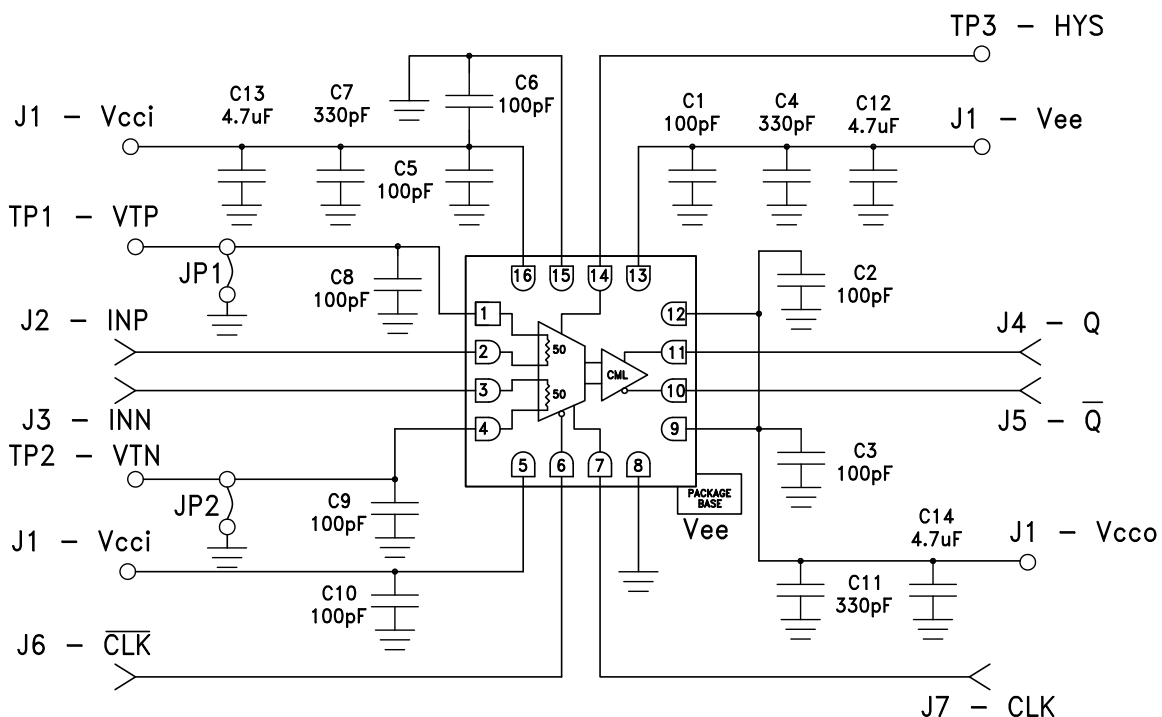 TP3 - HYS
J1 - Vcci
C13
4.7uF
C7
330pF
C6
100pF
C5
100pF
C1
100pF
C4
330pF
C12
4.7uF
J1 - Vee
TP1 - VTP
JP1
C8
100pF
16
15
14
13
C2
100pF
J2 - INP
1
2
3
4
50
50
CML
12
11
10
9
J4 - Q
J3 - INN
J5 - Q̅
TP2 - VTN
JP2
C9
100pF
5
6
7
8
PACKAGE
BASE
Vee
C3
100pF
J1 - Vcci
C10
100pF
C14
4.7uF
J1 - Vcco
C11
330pF
J6 - C̅L̅K̅
J7 - CLK